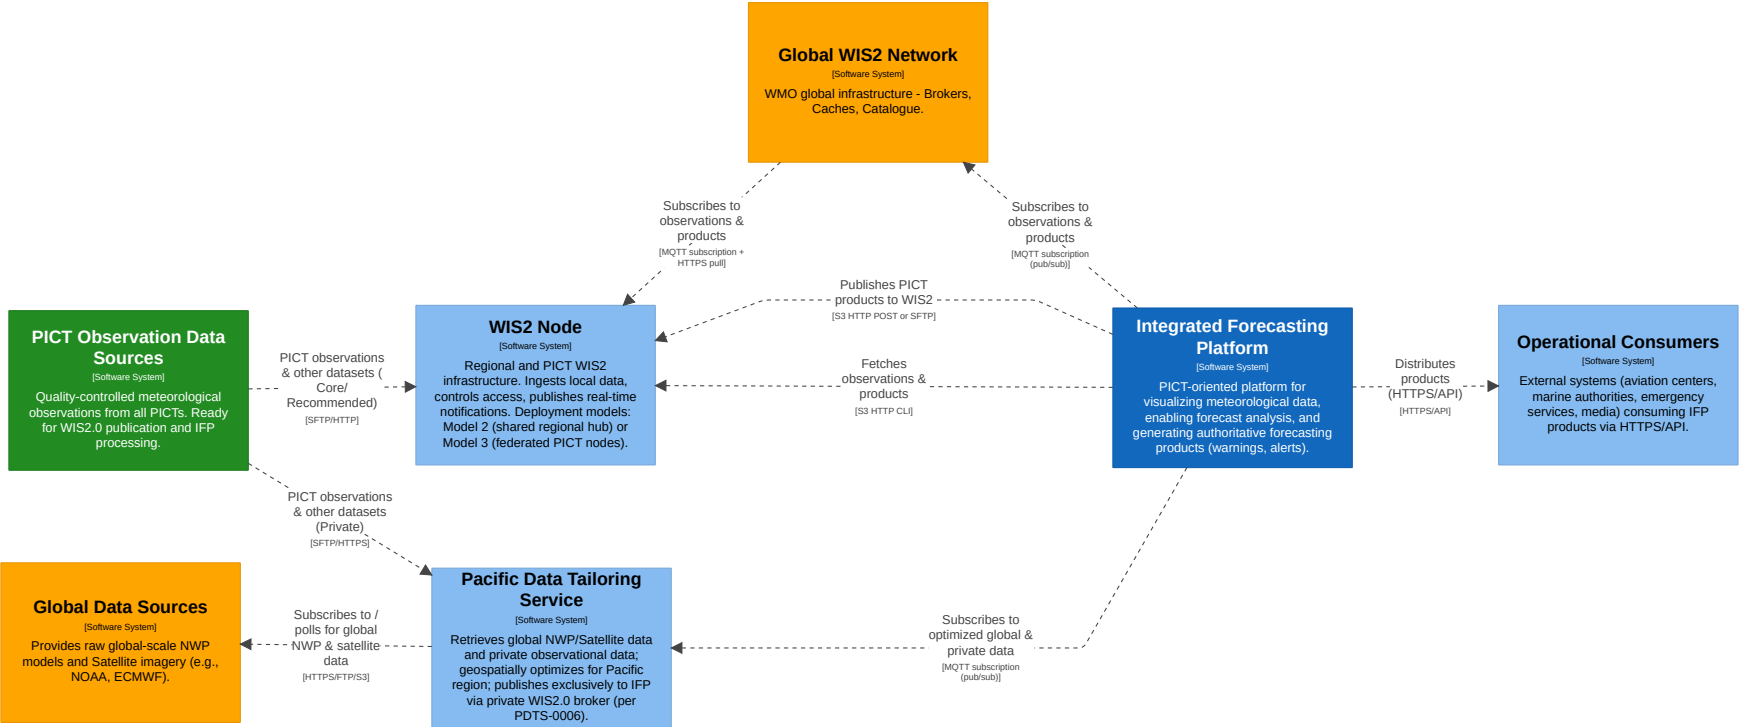 Global WIS2 Network
[Software System]
WMO global infrastructure - Brokers,
Caches, Catalogue.
Subscribes to
observations &
products
[MQTT subscription +
HTTPS pull]
Subscribes to
observations &
products
[MQTT subscription
(pub/sub)]
Publishes PICT
products to WIS2
[S3 HTTP POST or SFTP]
PICT Observation Data
Sources
[Software System]
Quality-controlled meteorological
observations from all PICTs. Ready
for WIS2.0 publication and IFP
processing.
PICT observations
& other datasets (
Core/
Recommended)
[SFTP/HTTP]
WIS2 Node
[Software System]
Regional and PICT WIS2
infrastructure. Ingests local data,
controls access, publishes real-time
notifications. Deployment models:
Model 2 (shared regional hub) or
Model 3 (federated PICT nodes).
Fetches
observations &
products
[S3 HTTP CLI]
Integrated Forecasting
Platform
[Software System]
PICT-oriented platform for
visualizing meteorological data,
enabling forecast analysis, and
generating authoritative forecasting
products (warnings, alerts).
Distributes
products
(HTTPS/API)
[HTTPS/API]
Operational Consumers
[Software System]
External systems (aviation centers,
marine authorities, emergency
services, media) consuming IFP
products via HTTPS/API.
PICT observations
& other datasets
(Private)
[SFTP/HTTPS]
Global Data Sources
[Software System]
Provides raw global-scale NWP
models and Satellite imagery (e.g.,
NOAA, ECMWF).
Subscribes to /
polls for global
NWP & satellite
data
[HTTPS/FTP/S3]
Pacific Data Tailoring
Service
[Software System]
Retrieves global NWP/Satellite data
and private observational data;
geospatially optimizes for Pacific
region; publishes exclusively to IFP
via private WIS2.0 broker (per
PDTS-0006).
Subscribes to
optimized global &
private data
[MQTT subscription
(pub/sub)]